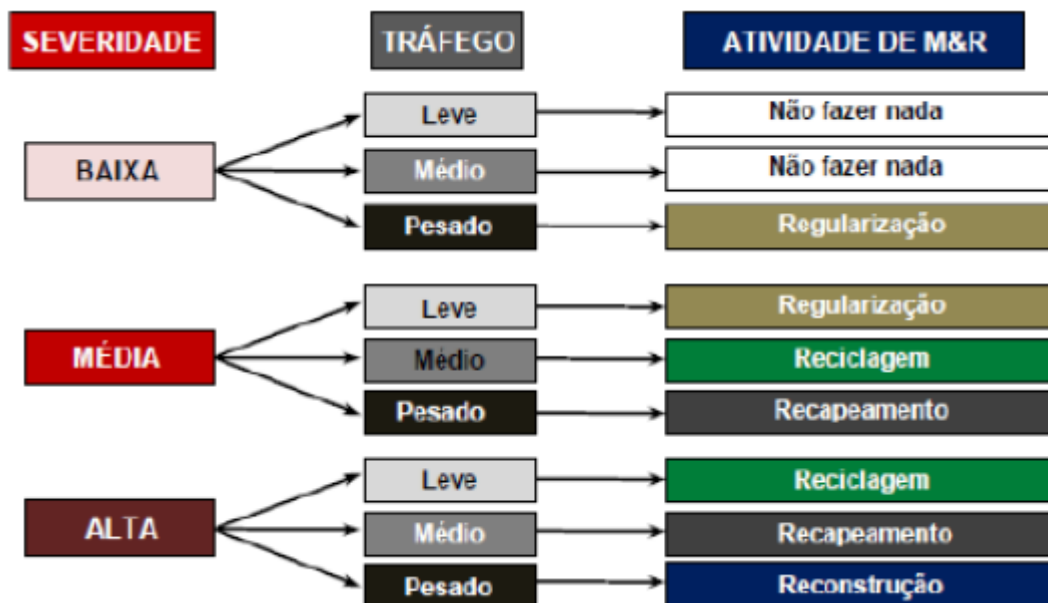 SEVERIDADE
TRÁFEGO
ATIVIDADE DE M&R
BAIXA
Leve
Não fazer nada
Médio
Não fazer nada
Pesado
Regularização
MÉDIA
Leve
Regularização
Médio
Reciclagem
Pesado
Recapeamento
ALTA
Leve
Reciclagem
Médio
Recapeamento
Pesado
Reconstrução